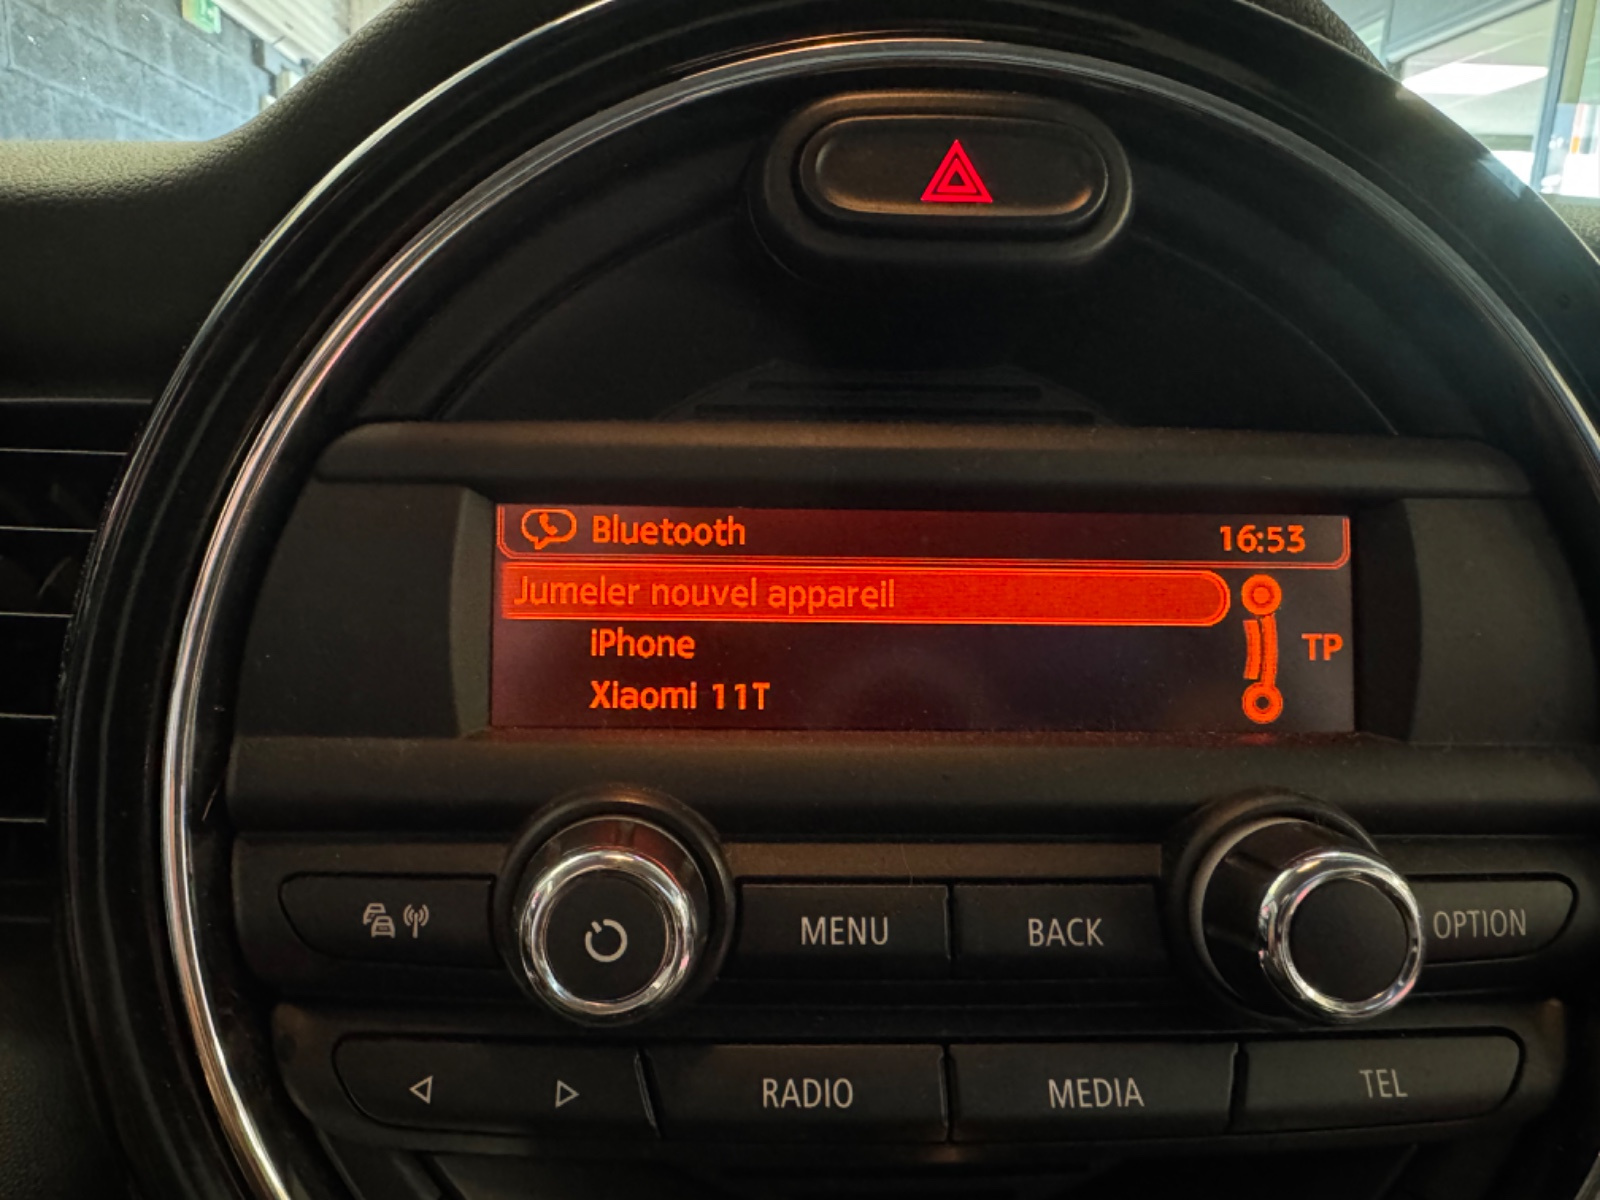 Bluetooth 16:53
Jumeler nouvel appareil
iPhone
TP
Xiaomi 11T
MENU
BACK
OPTION
RADIO
MEDIA
TEL